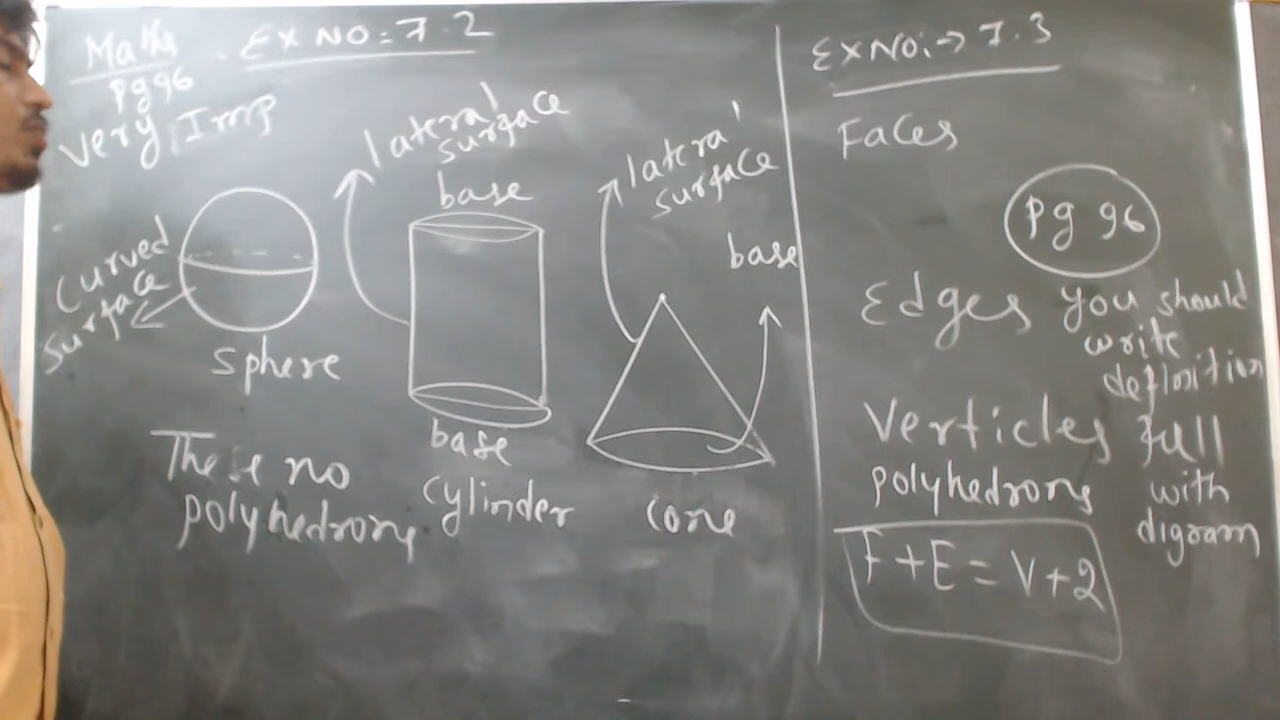 Maths
EX NO = 7.2
Pg 96
Very Imp
lateral
surface
base
Curved
surface
sphere
base
cylinder
lateral
surface
base
cone
These no
polyhedrons
EX NO: → 7.3
Faces
Pg 96
Edges
you should
write
definition
full
with
digram
Verticles
polyhedrons
F + E = V + 2